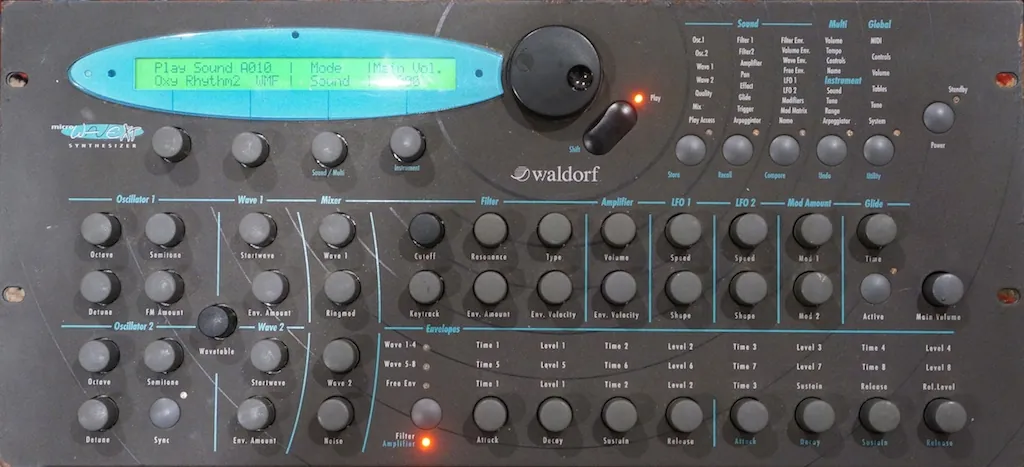 Play Sound A010 | Mode |Main Vol.
Oxy Rhythm2 WMF | Sound
micro WAVE XT
SYNTHESIZER
Sound / Multi
Instrument
Shift
Play
waldorf
Sound Multi Global
Osc.1 Filter 1 Filter Env. Volume MIDI
Osc.2 Filter2 Volume Env. Tempo
Wave 1 Amplifier Wave Env. Controls Controls
Wave 2 Pan Free Env. Name
Quality Effect LFO 1 Instrument Volume
Mix Glide LFO 2 Sound Tables
Trigger Modifiers Tune
Play Access Arpeggiator Mod Matrix Range Tune
Name Arpeggiator System
Standby
Power
Store Recall Compare Undo Utility
Oscillator 1 Wave 1 Mixer Filter Amplifier LFO 1 LFO 2 Mod Amount Glide
Octave Semitone Startwave Wave 1 Cutoff Resonance Type Volume Speed Speed Mod 1 Time
Detune FM Amount Env. Amount Ringmod Keytrack Env. Amount Env. Velocity Env. Velocity Shape Shape Mod 2 Active Main Volume
Oscillator 2 Wave 2 Envelopes
Wavetable
Wave 1-4 Time 1 Level 1 Time 2 Level 2 Time 3 Level 3 Time 4 Level 4
Wave 5-8 Time 5 Level 5 Time 6 Level 6 Time 7 Level 7 Time 8 Level 8
Free Env Time 1 Level 1 Time 2 Level 2 Time 3 Sustain Release Rel.Level
Octave Semitone Startwave Wave 2
Detune Sync Env. Amount Noise
Filter Attack Decay Sustain Release Attack Decay Sustain Release
Amplifier